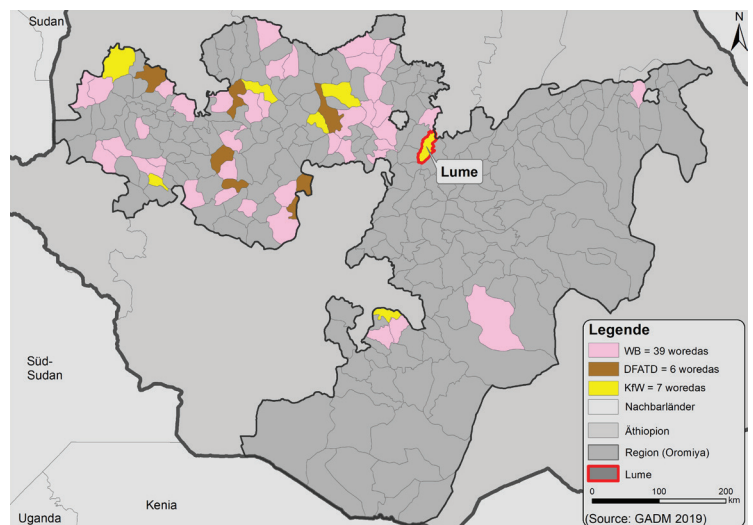 Sudan
N
Lume
Süd-
Sudan
Uganda
Kenia
Legende
WB = 39 woredas
DFATD = 6 woredas
KfW = 7 woredas
Nachbarländer
Äthiopion
Region (Oromiya)
Lume
0 100 200
km
(Source: GADM 2019)